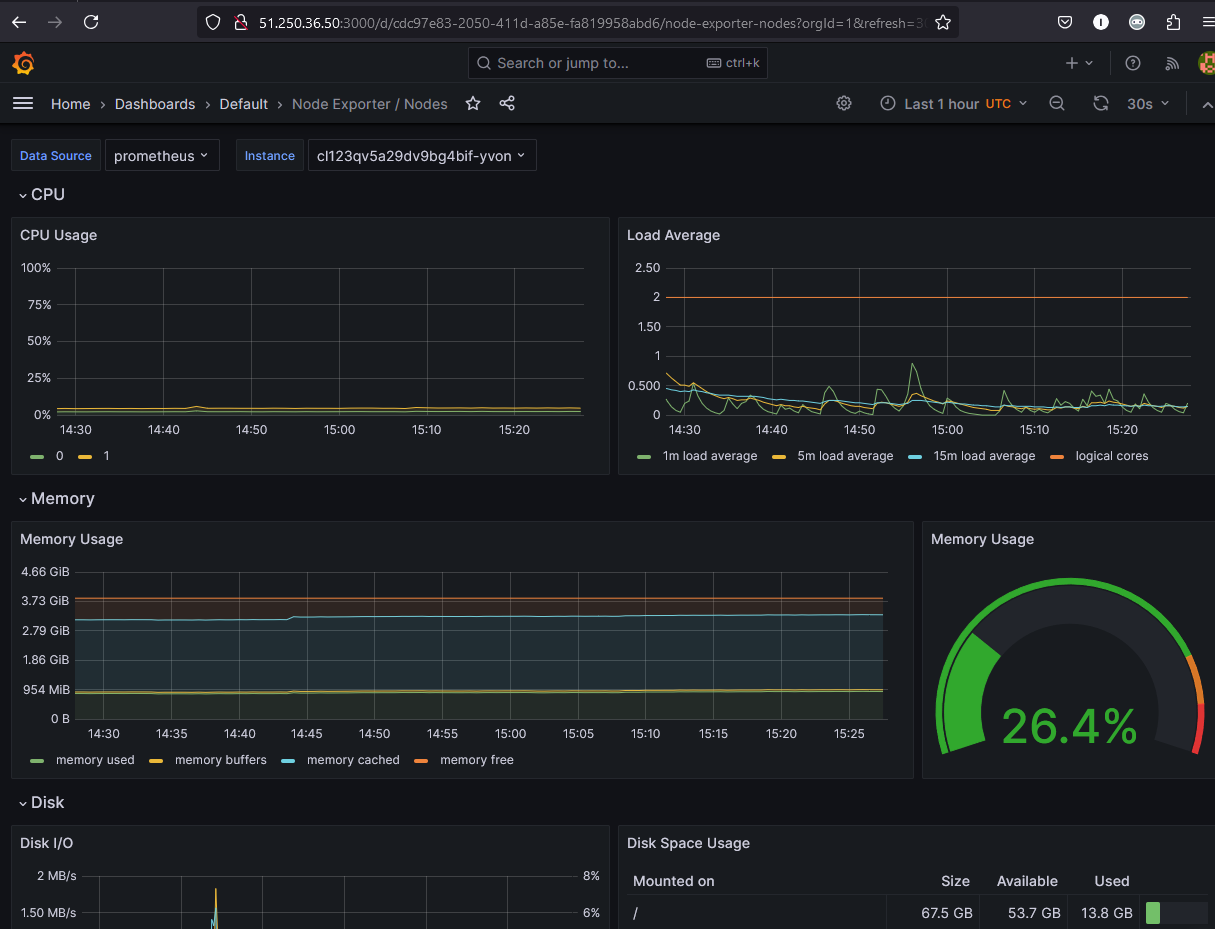 51.250.36.50:3000/d/cdc97e83-2050-411d-a85e-fa819958abd6/node-exporter-nodes?orgId=1&refresh=30
Search or jump to... ctrl+k
Home › Dashboards › Default › Node Exporter / Nodes
Last 1 hour UTC
30s
Data Source prometheus Instance cl123qv5a29dv9bg4bif-yvon
CPU
CPU Usage
100%
75%
50%
25%
0%
14:30 14:40 14:50 15:00 15:10 15:20
0 1
Load Average
2.50
2
1.50
1
0.500
0
14:30 14:40 14:50 15:00 15:10 15:20
1m load average 5m load average 15m load average logical cores
Memory
Memory Usage
4.66 GiB
3.73 GiB
2.79 GiB
1.86 GiB
954 MiB
0 B
14:30 14:35 14:40 14:45 14:50 14:55 15:00 15:05 15:10 15:15 15:20 15:25
memory used memory buffers memory cached memory free
Memory Usage
26.4%
Disk
Disk I/O
2 MB/s 8%
1.50 MB/s 6%
Disk Space Usage
Mounted on Size Available Used
/ 67.5 GB 53.7 GB 13.8 GB